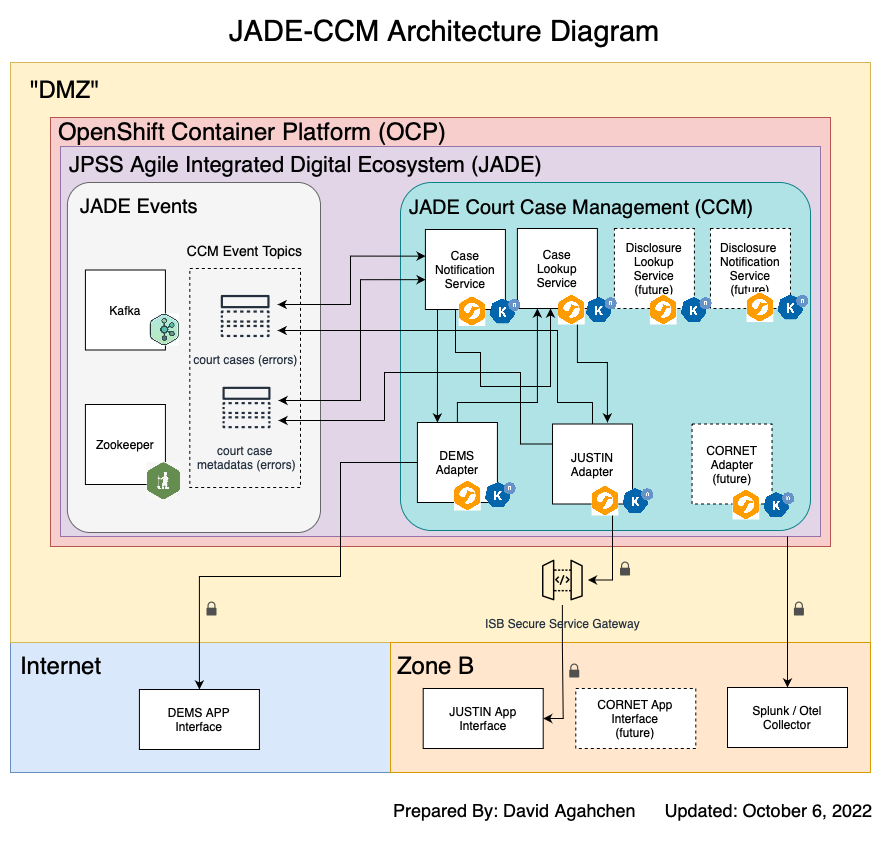 JADE-CCM Architecture Diagram
"DMZ"
OpenShift Container Platform (OCP)
JPSS Agile Integrated Digital Ecosystem (JADE)
JADE Events
CCM Event Topics
Kafka
court cases (errors)
Zookeeper
court case
metadatas (errors)
JADE Court Case Management (CCM)
Case
Notification
Service
K
n
Case
Lookup
Service
K
n
Disclosure
Lookup
Service
(future)
K
n
Disclosure
Notification
Service
(future)
K
n
DEMS
Adapter
K
n
JUSTIN
Adapter
K
n
CORNET
Adapter
(future)
K
n
</>
ISB Secure Service Gateway
Internet
DEMS APP
Interface
Zone B
JUSTIN App
Interface
CORNET App
Interface
(future)
Splunk / Otel
Collector
Prepared By: David Agahchen
Updated: October 6, 2022